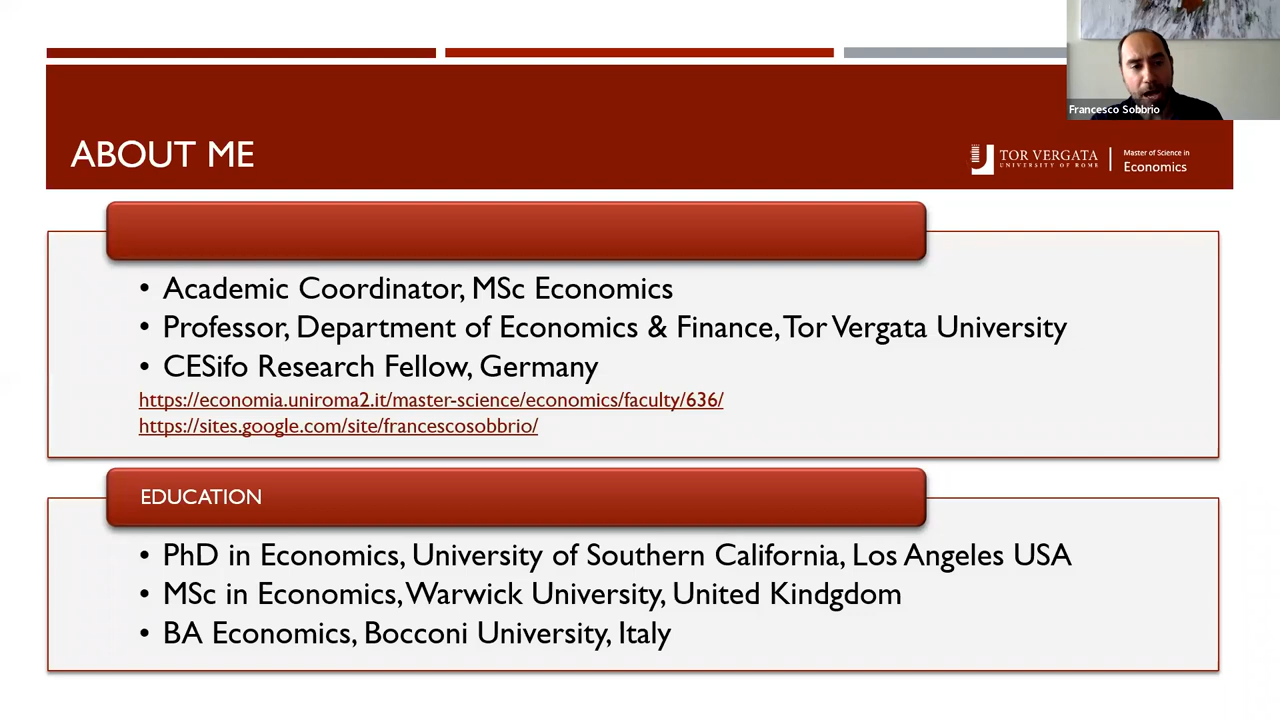 Francesco Sobbrio
ABOUT ME
TOR VERGATA
UNIVERSITY OF ROME
Master of Science in
Economics
• Academic Coordinator, MSc Economics
• Professor, Department of Economics & Finance, Tor Vergata University
• CESifo Research Fellow, Germany
https://economia.uniroma2.it/master-science/economics/faculty/636/
https://sites.google.com/site/francescosobbrio/
EDUCATION
• PhD in Economics, University of Southern California, Los Angeles USA
• MSc in Economics, Warwick University, United Kindgdom
• BA Economics, Bocconi University, Italy